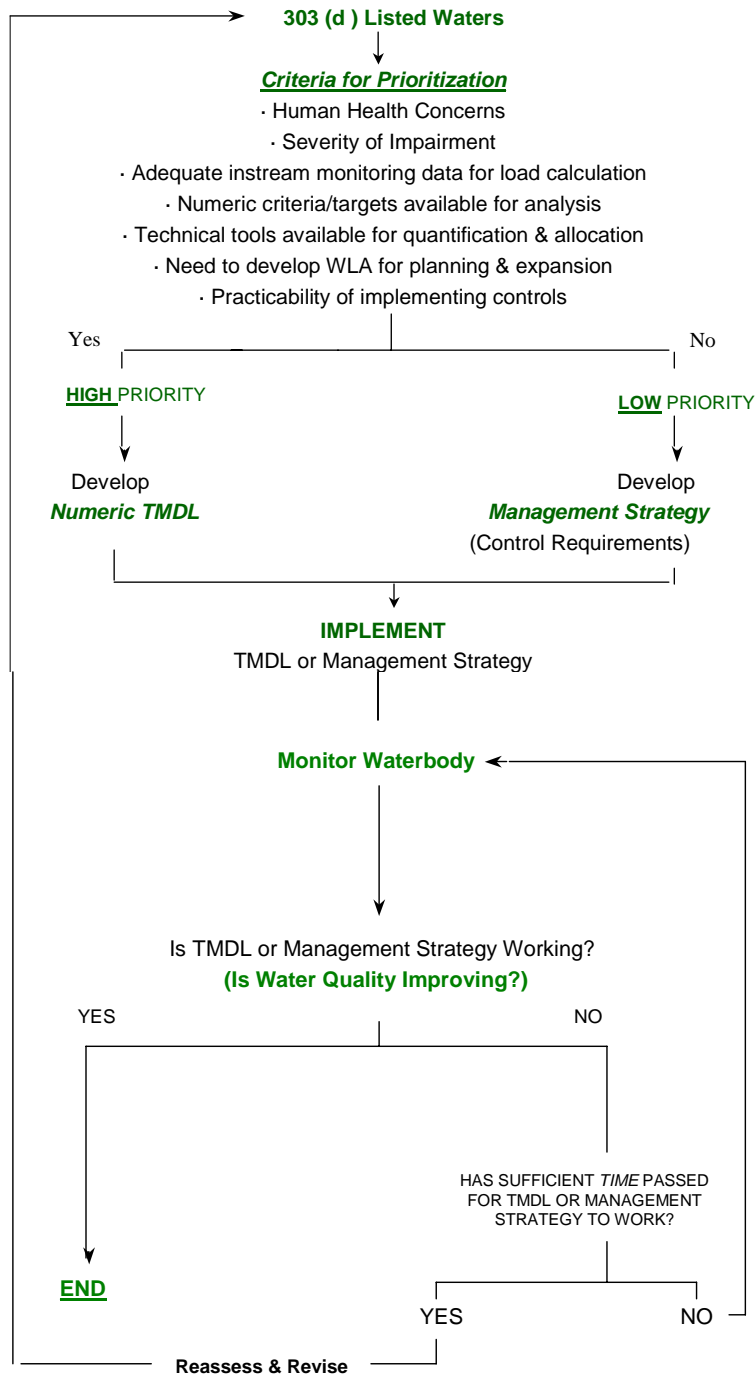 303 (d ) Listed Waters
Criteria for Prioritization
· Human Health Concerns
· Severity of Impairment
· Adequate instream monitoring data for load calculation
· Numeric criteria/targets available for analysis
· Technical tools available for quantification & allocation
· Need to develop WLA for planning & expansion
· Practicability of implementing controls
Yes
No
HIGH PRIORITY
LOW PRIORITY
Develop
Numeric TMDL
Develop
Management Strategy
(Control Requirements)
IMPLEMENT
TMDL or Management Strategy
Monitor Waterbody
Is TMDL or Management Strategy Working?
(Is Water Quality Improving?)
YES
NO
HAS SUFFICIENT TIME PASSED
FOR TMDL OR MANAGEMENT
STRATEGY TO WORK?
END
YES
NO
Reassess & Revise